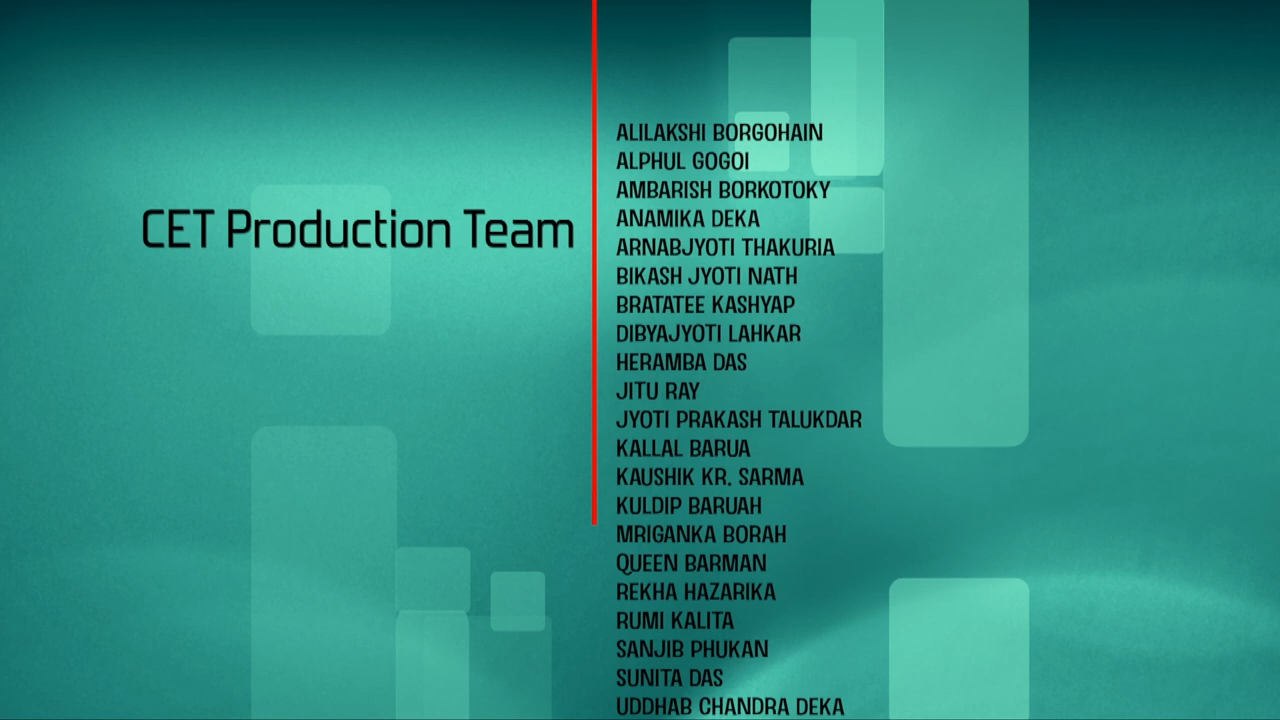 CET Production Team
ALILAKSHI BORGOHAIN
ALPHUL GOGOI
AMBARISH BORKOTOKY
ANAMIKA DEKA
ARNABJYOTI THAKURIA
BIKASH JYOTI NATH
BRATATEE KASHYAP
DIBYAJYOTI LAHKAR
HERAMBA DAS
JITU RAY
JYOTI PRAKASH TALUKDAR
KALLAL BARUA
KAUSHIK KR. SARMA
KULDIP BARUAH
MRIGANKA BORAH
QUEEN BARMAN
REKHA HAZARIKA
RUMI KALITA
SANJIB PHUKAN
SUNITA DAS
UDDHAB CHANDRA DEKA